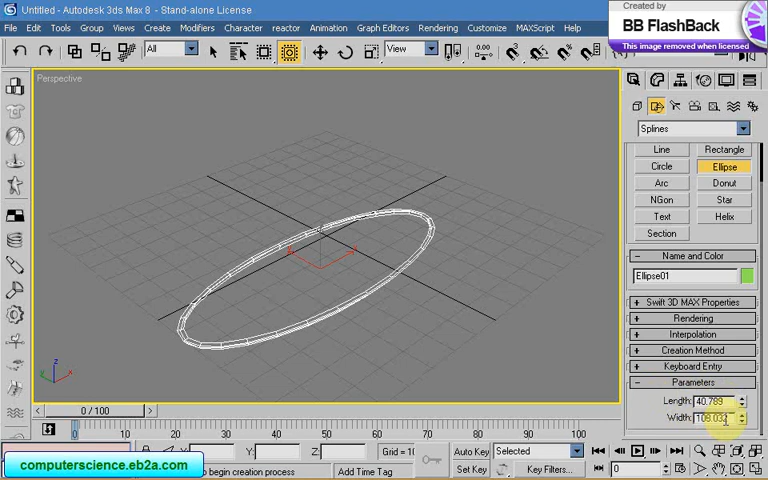 Untitled - Autodesk 3ds Max 8 - Stand-alone License
Created by
BB FlashBack
This image removed when licensed
File Edit Tools Group Views Create Modifiers Character reactor Animation Graph Editors Rendering Customize MAXScript Help
All
View
Perspective
Splines
Line Rectangle
Circle Ellipse
Arc Donut
NGon Star
Text Helix
Section
Name and Color
Ellipse01
Swift 3D MAX Properties
Rendering
Interpolation
Creation Method
Keyboard Entry
Parameters
Length: 40.789
Width:
z
x
y
0 / 100
0 10 20 30 40 50 60 70 80 90 100
X: Y: Z: Grid = 10
Auto Key Selected
Set Key Key Filters...
0
computerscience.eb2a.com
to begin creation process
Add Time Tag